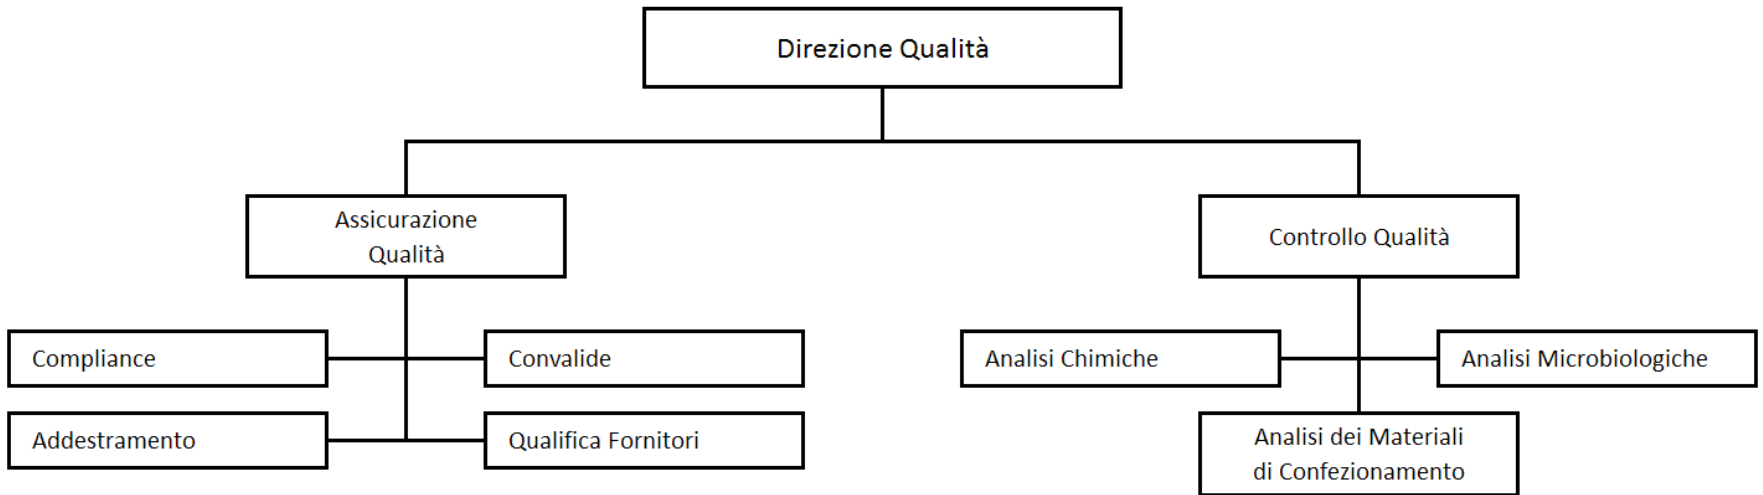 Direzione Qualità
Assicurazione
Qualità
Controllo Qualità
Compliance
Convalide
Analisi Chimiche
Analisi Microbiologiche
Addestramento
Qualifica Fornitori
Analisi dei Materiali
di Confezionamento